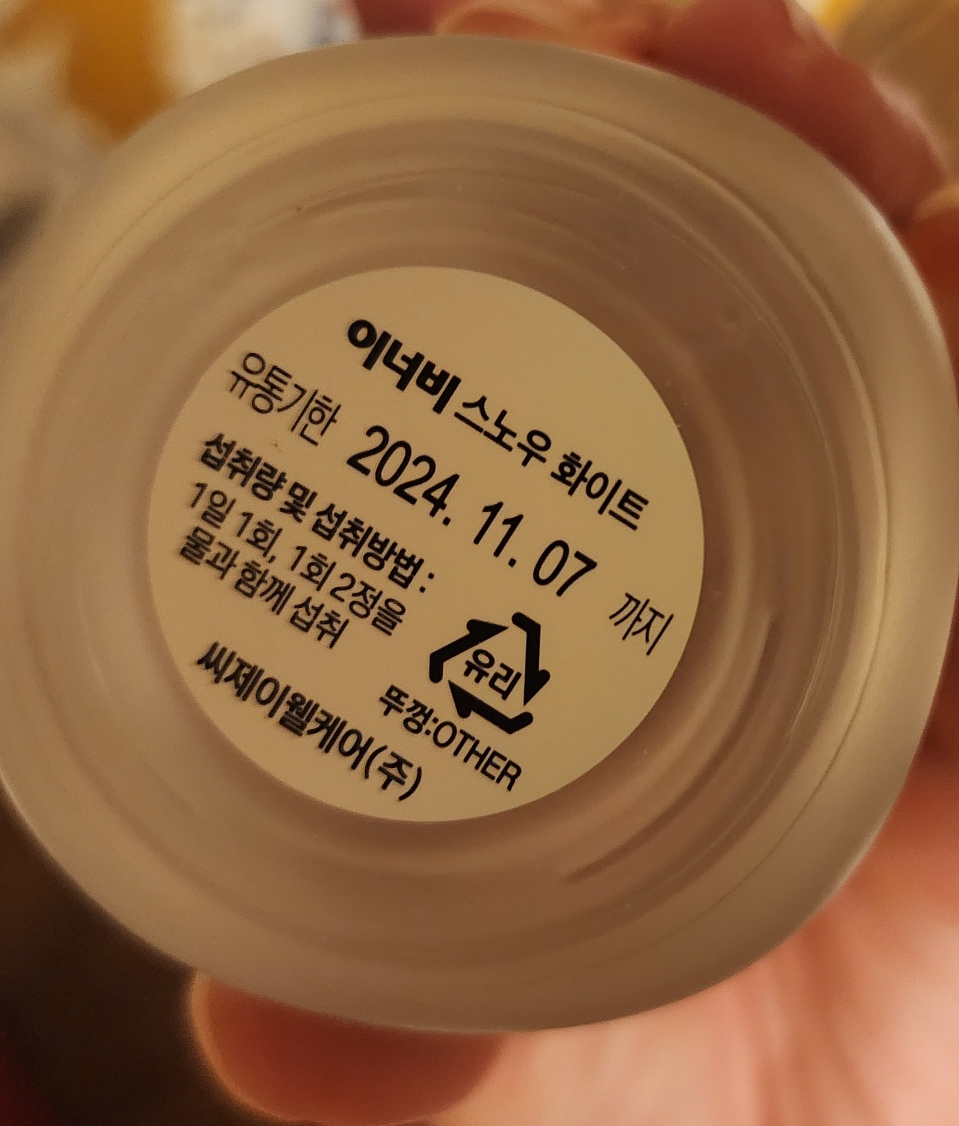 이너비 스노우 화이트
유통기한 2024. 11. 07 까지
섭취량 및 섭취방법 :
1일 1회, 1회 2정을
물과 함께 섭취
유리
뚜껑:OTHER
씨제이웰케어(주)